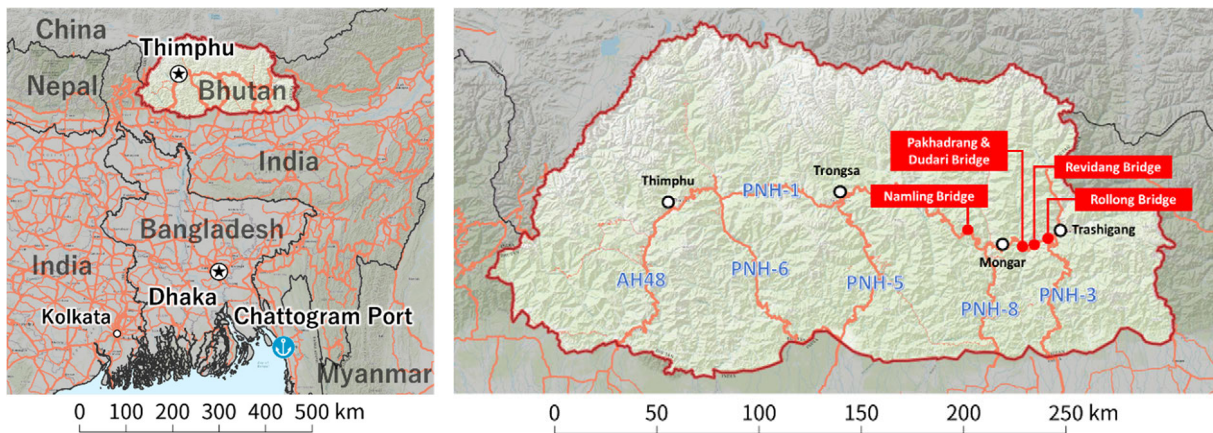 China
Thimphu
Nepal
Bhutan
India
Bangladesh
India
Dhaka
Kolkata
Chattogram Port
Myanmar
0 100 200 300 400 500 km
Pakhadrang &
Dudari Bridge
Revidang Bridge
Trongsa
Thimphu
PNH-1
Namling Bridge
Rollong Bridge
Trashigang
Mongar
AH48
PNH-6
PNH-5
PNH-8
PNH-3
0 50 100 150 200 250 km